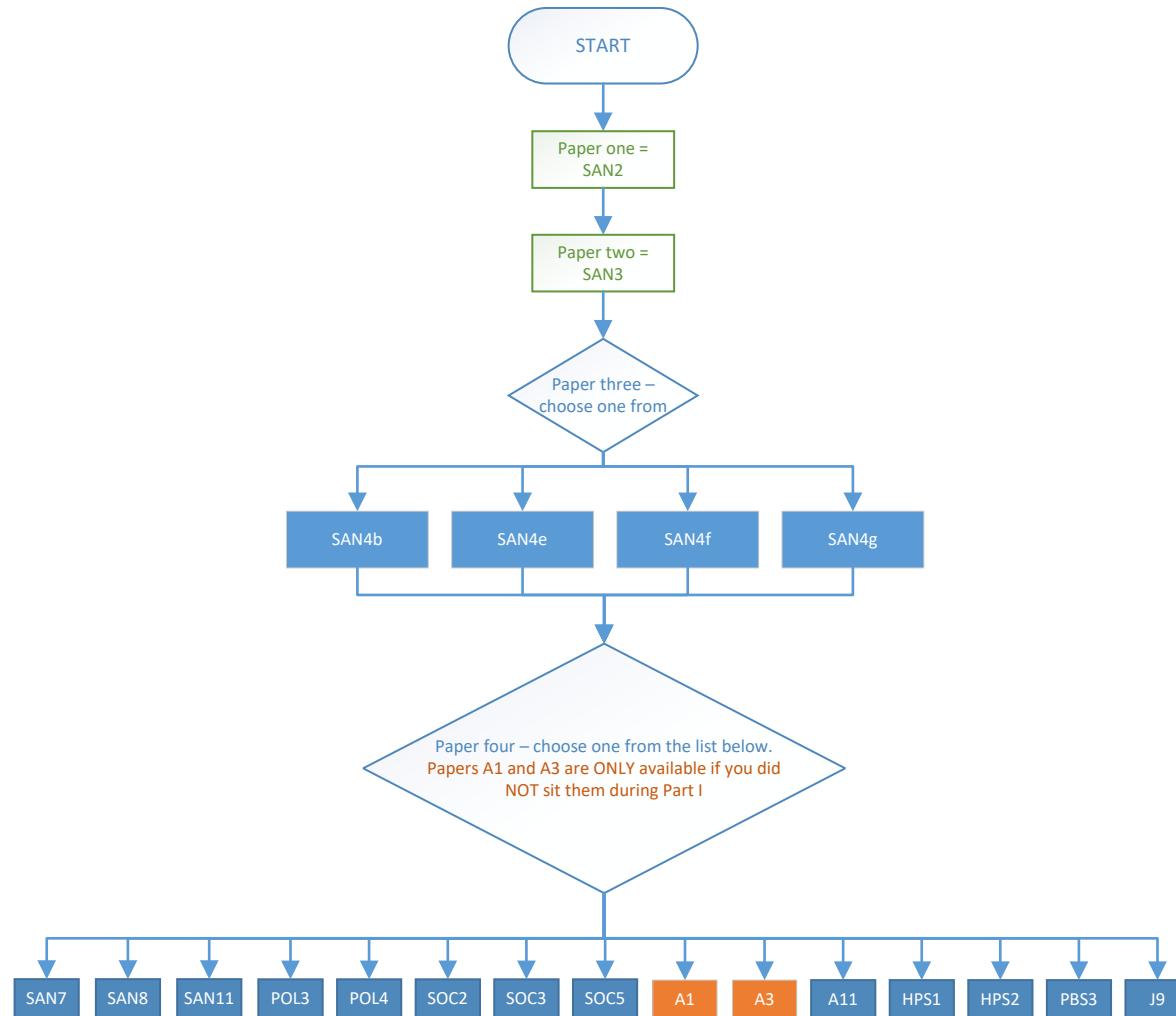 START
Paper one =
SAN2
Paper two =
SAN3
Paper three –
choose one from
SAN4b
SAN4e
SAN4f
SAN4g
Paper four – choose one from the list below.
Papers A1 and A3 are ONLY available if you did
NOT sit them during Part I
SAN7
SAN8
SAN11
POL3
POL4
SOC2
SOC3
SOC5
A1
A3
A11
HPS1
HPS2
PBS3
J9